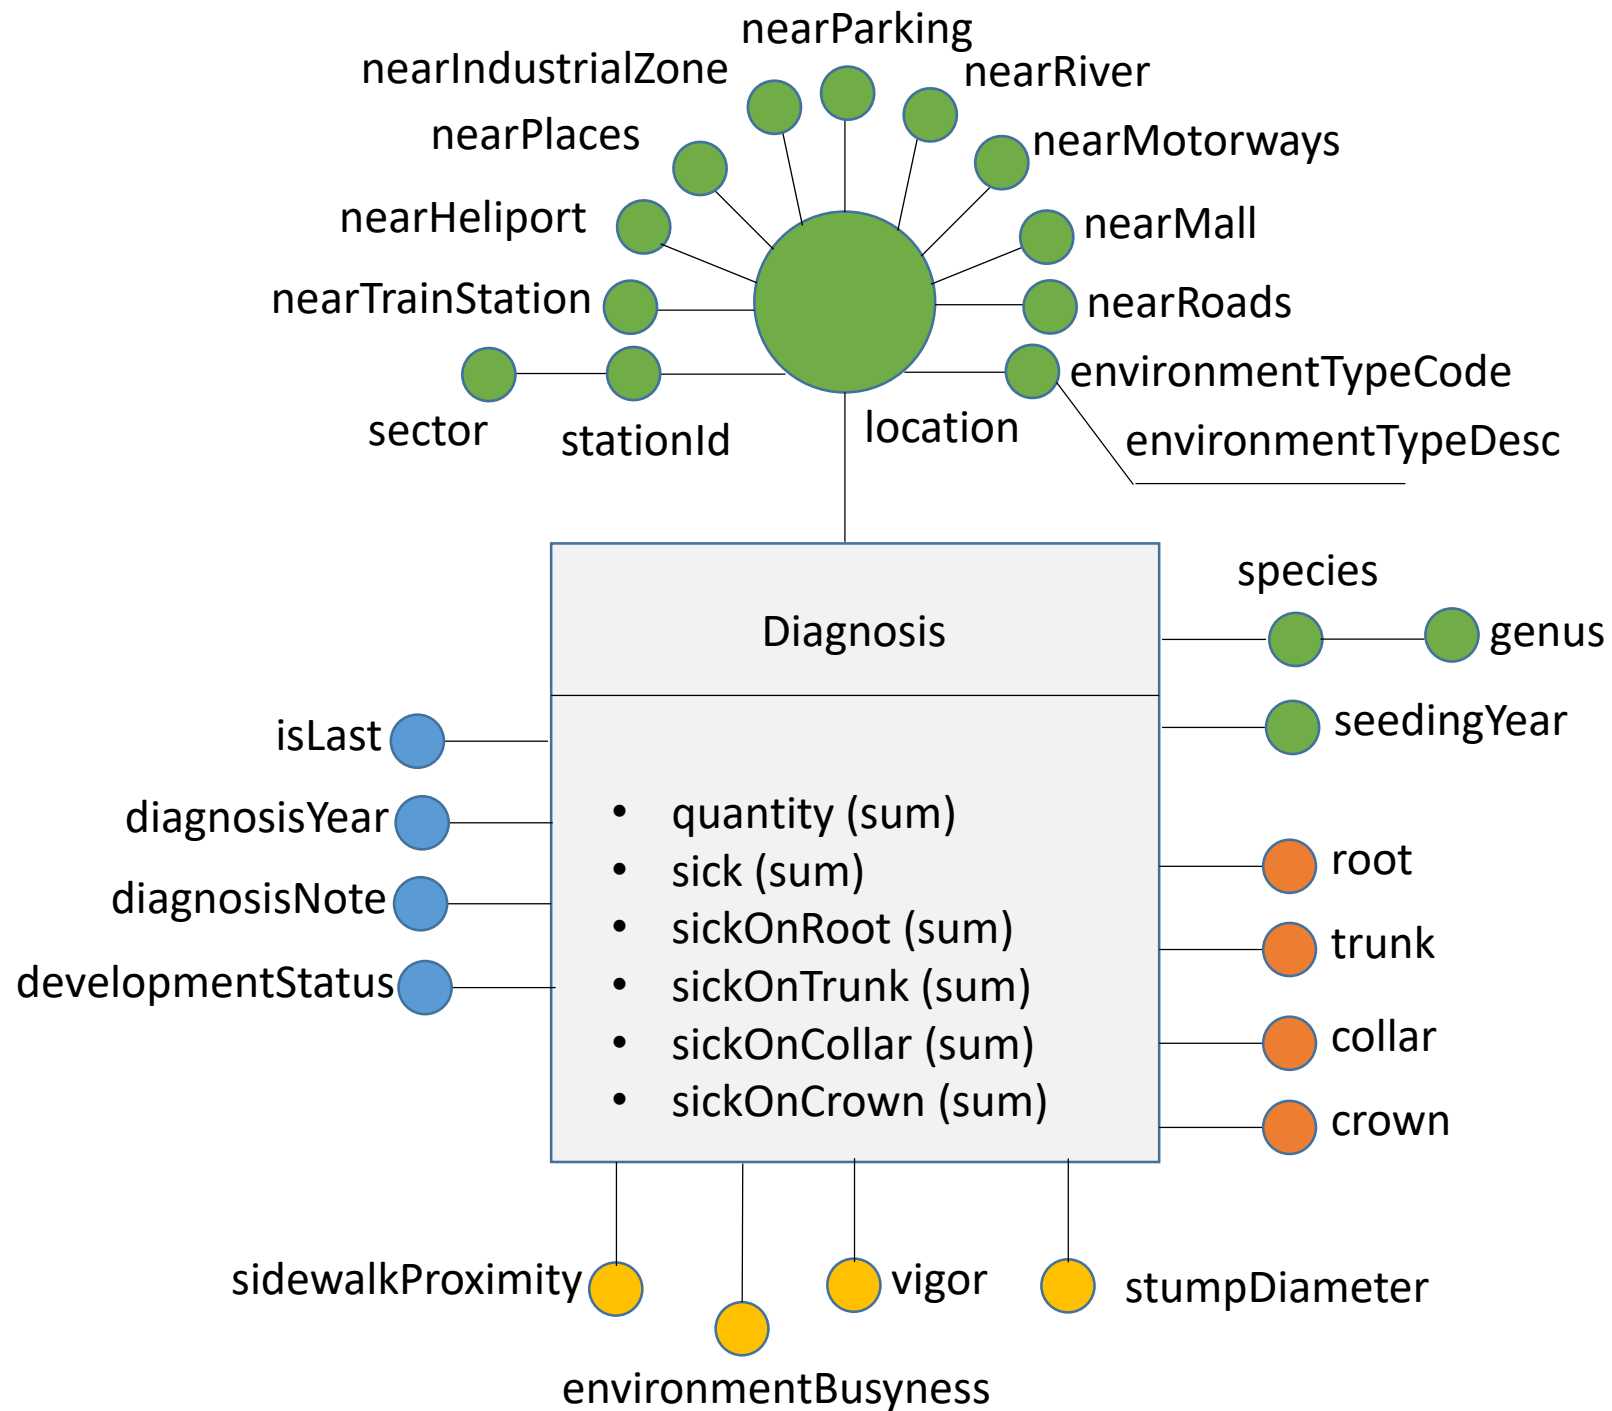 nearParking
nearIndustrialZone
nearRiver
nearPlaces
nearMotorways
nearHeliport
nearMall
nearTrainStation
nearRoads
environmentTypeCode
sector
stationId
location
environmentTypeDesc
species
Diagnosis
genus
isLast
seedingYear
diagnosisYear
• quantity (sum)
root
• sick (sum)
diagnosisNote
• sickOnRoot (sum)
trunk
developmentStatus
• sickOnTrunk (sum)
• sickOnCollar (sum)
collar
• sickOnCrown (sum)
crown
sidewalkProximity
vigor
stumpDiameter
environmentBusyness